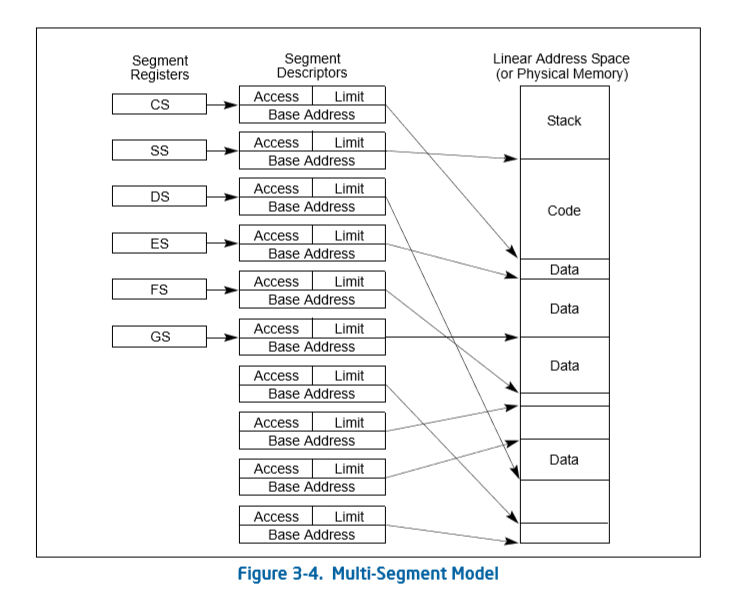 Segment
Registers
Segment
Descriptors
Linear Address Space
(or Physical Memory)
CS
Access Limit
Base Address
Stack
SS
Access Limit
Base Address
DS
Access Limit
Base Address
Code
ES
Access Limit
Base Address
Data
FS
Access Limit
Base Address
Data
GS
Access Limit
Base Address
Data
Access Limit
Base Address
Access Limit
Base Address
Access Limit
Base Address
Data
Access Limit
Base Address
Figure 3-4. Multi-Segment Model